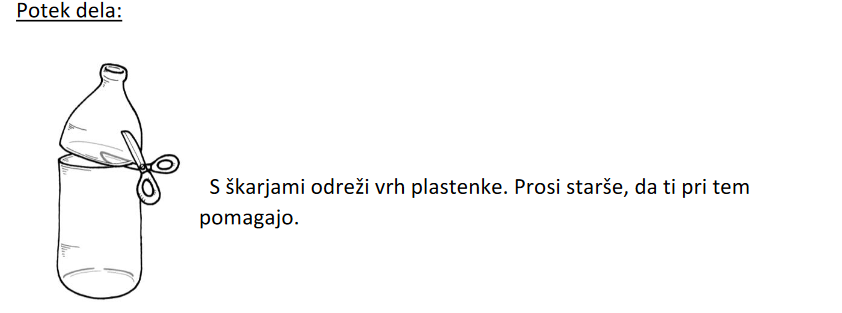 Potek dela:
S škarjami odreži vrh plastenke. Prosi starše, da ti pri tem
pomagajo.